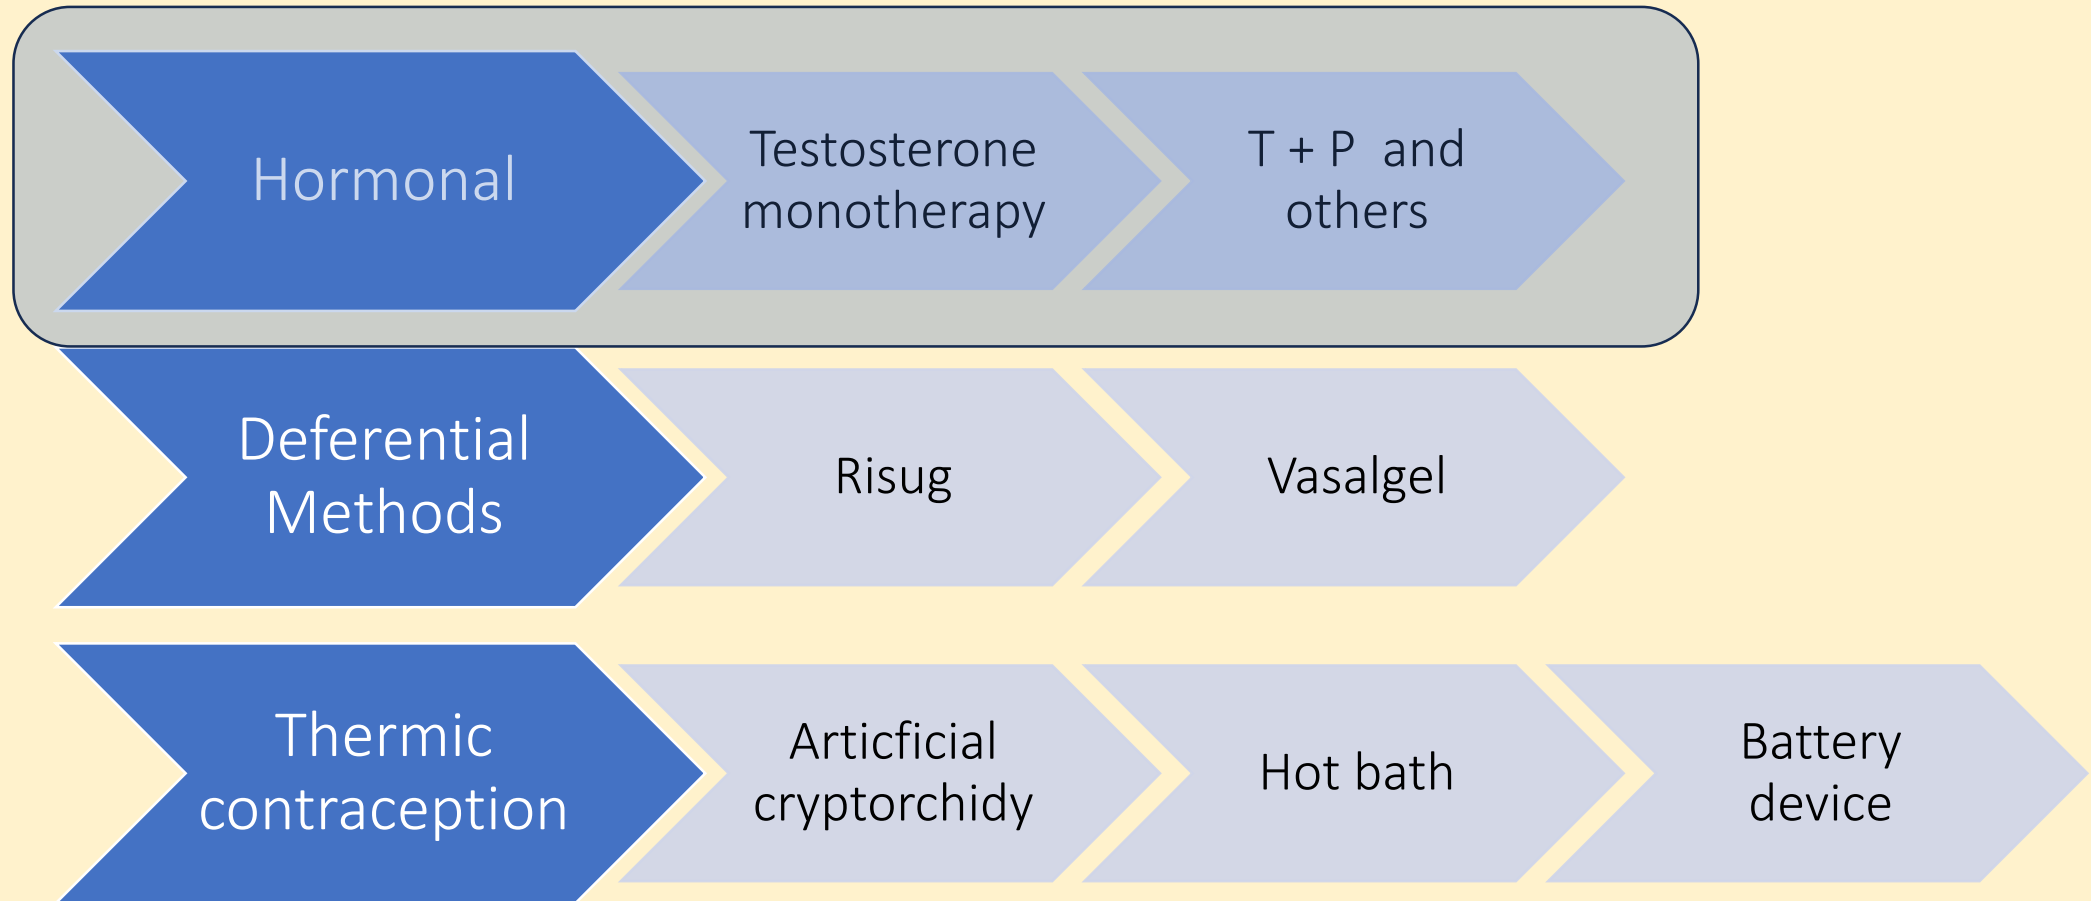 Hormonal
Testosterone
monotherapy
T + P  and
others
Deferential
Methods
Risug
Vasalgel
Thermic
contraception
Articficial
cryptorchidy
Hot bath
Battery
device